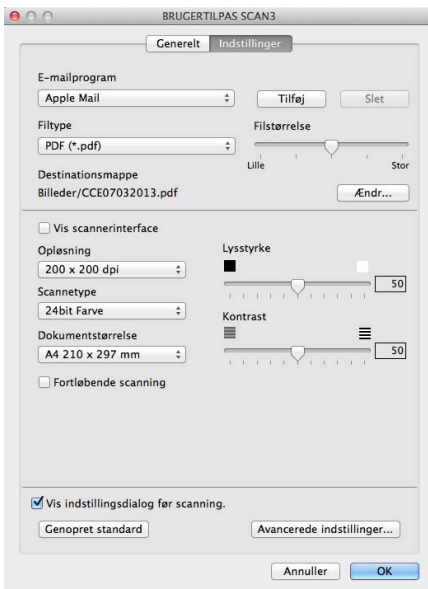 BRUGERTILPAS SCAN3
Generelt Indstillinger
E-mailprogram
Apple Mail Tilføj Slet
Filtype Filstørrelse
PDF (*.pdf)
Lille Stor
Destinationsmappe
Billeder/CCE07032013.pdf Ændr...
Vis scannerinterface
Opløsning Lysstyrke
200 x 200 dpi
50
Scannetype
24bit Farve
Kontrast
Dokumentstørrelse
A4 210 x 297 mm 50
Fortløbende scanning
Vis indstillingsdialog før scanning.
Genopret standard Avancerede indstillinger...
Annuller OK